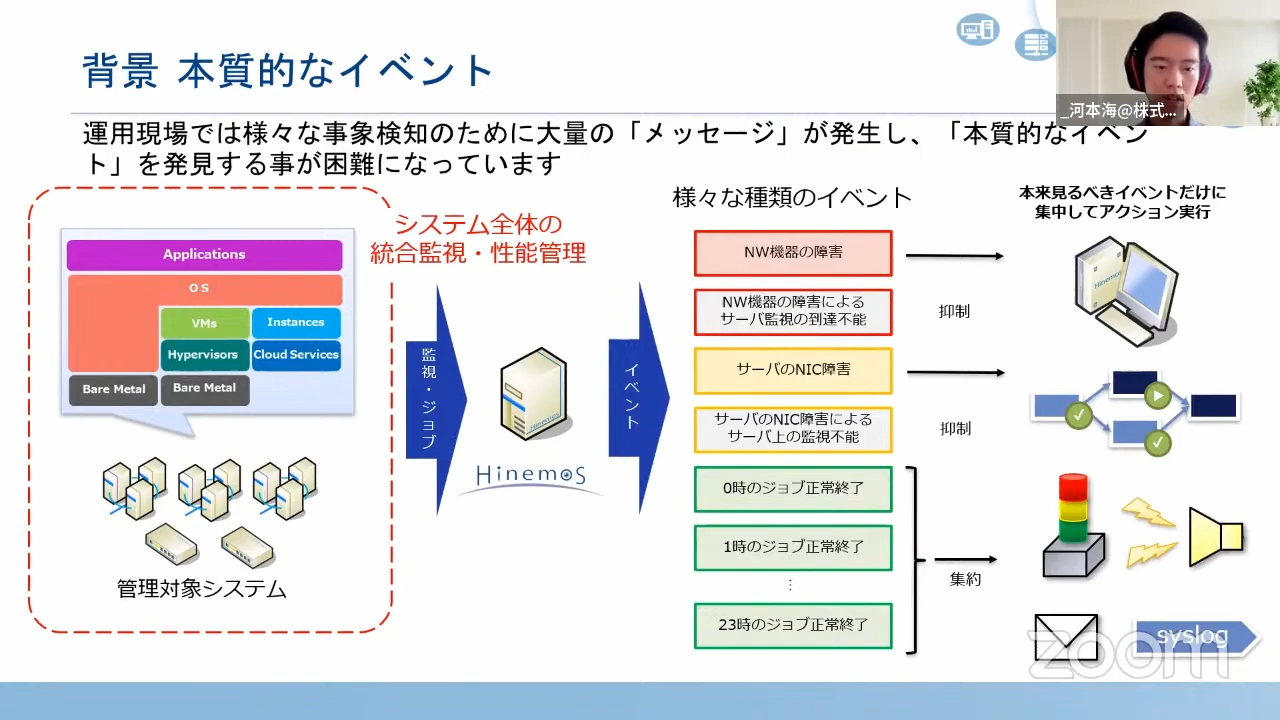 背景 本質的なイベント
_河本海@株式...
運用現場では様々な事象検知のために大量の「メッセージ」が発生し、「本質的なイベン
ト」を発見する事が困難になっています
システム全体の
統合監視・性能管理
Applications
OS
VMs
Instances
Hypervisors
Cloud Services
Bare Metal
Bare Metal
管理対象システム
監視・ジョブ
Hinemos
Hinemos
イベント
様々な種類のイベント
NW機器の障害
NW機器の障害による
サーバ監視の到達不能
抑制
サーバのNIC障害
サーバのNIC障害による
サーバ上の監視不能
抑制
0時のジョブ正常終了
1時のジョブ正常終了
⋮
23時のジョブ正常終了
集約
本来見るべきイベントだけに
集中してアクション実行
Hinemos
syslog
zoom